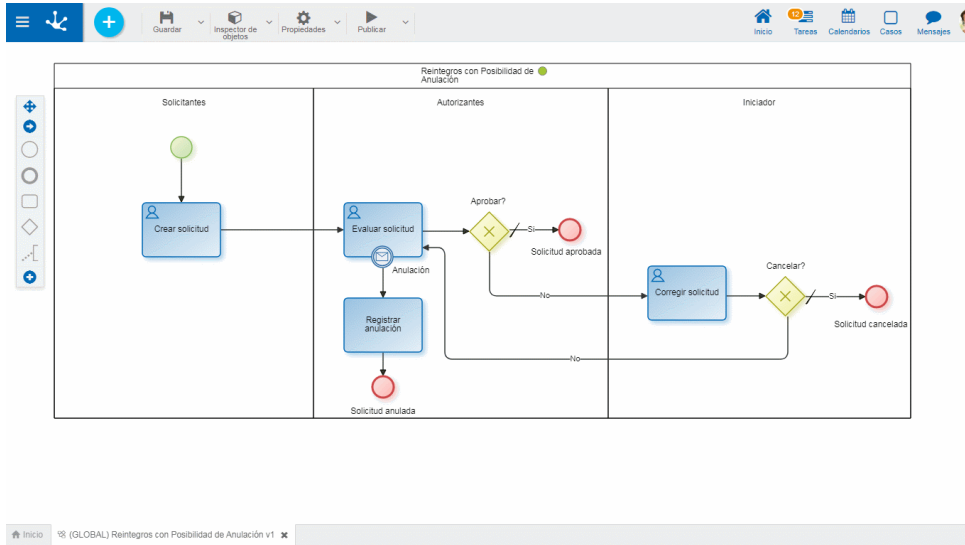 Guardar
Inspector de
objetos
Propiedades
Publicar
Inicio
12
Tareas
Calendarios
Casos
Mensajes
Reintegros con Posibilidad de
Anulación
Solicitantes
Autorizantes
Iniciador
Crear solicitud
Evaluar solicitud
Anulación
Aprobar?
Si
Solicitud aprobada
No
Corregir solicitud
Cancelar?
Si
Solicitud cancelada
No
Registrar
anulación
Solicitud anulada
Inicio
(GLOBAL) Reintegros con Posibilidad de Anulación v1